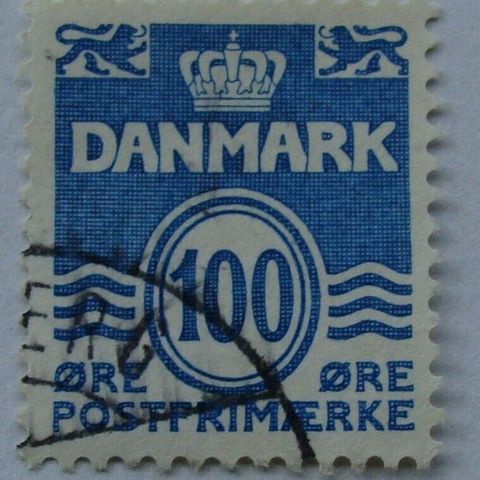 DANMARK
100
ØRE ØRE
POSTFRIMÆRKE